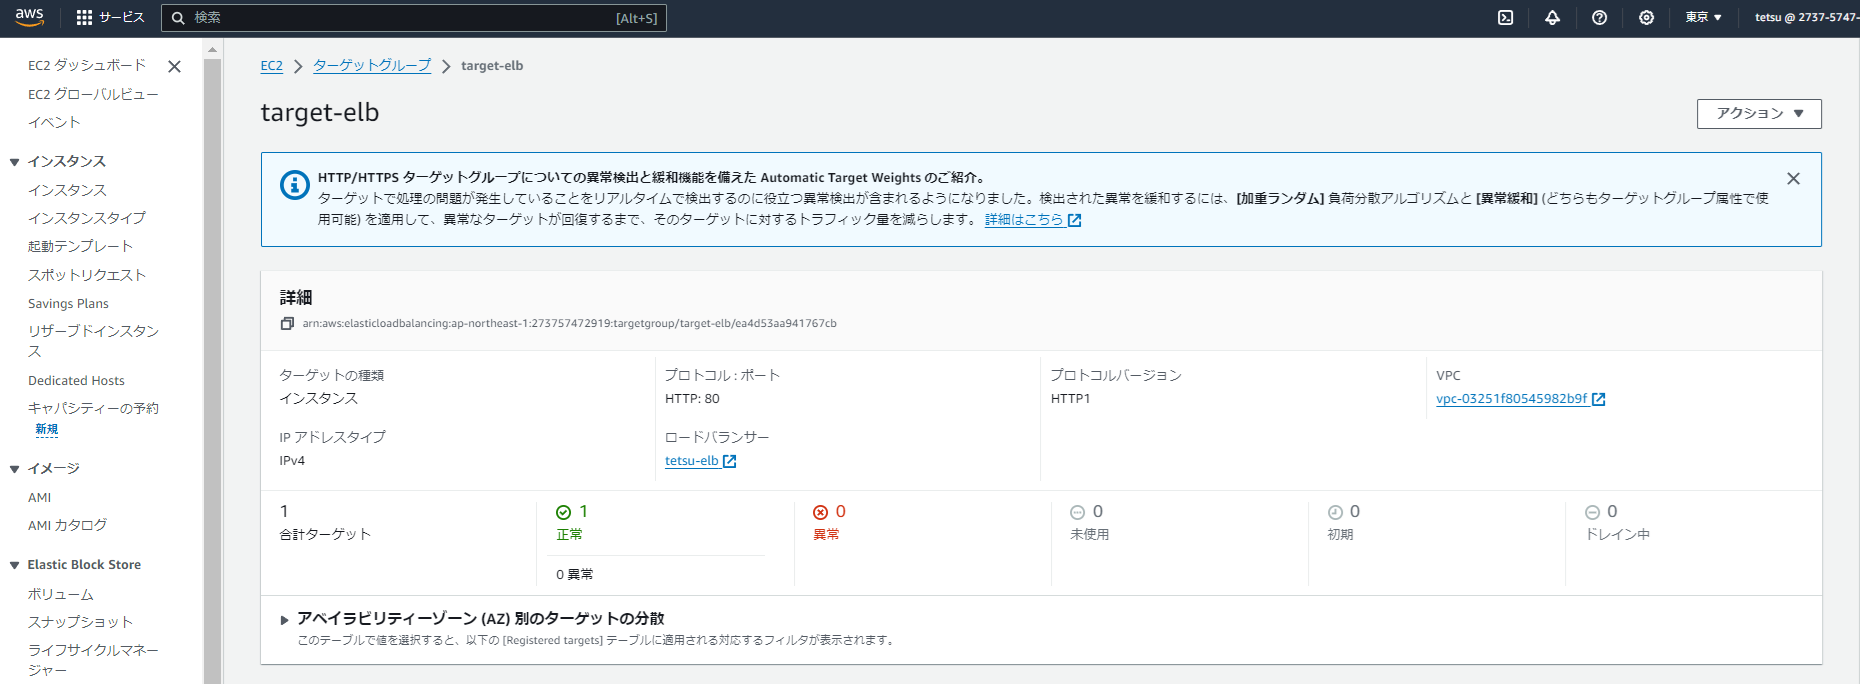 aws
サービス
検索
[Alt+S]
東京 ▼
tetsu @ 2737-5747-
EC2 ダッシュボード
EC2 グローバルビュー
イベント
インスタンス
インスタンス
インスタンスタイプ
起動テンプレート
スポットリクエスト
Savings Plans
リザーブドインスタン
ス
Dedicated Hosts
キャパシティーの予約
新規
イメージ
AMI
AMI カタログ
Elastic Block Store
ボリューム
スナップショット
ライフサイクルマネー
ジャー
EC2 > ターゲットグループ > target-elb
target-elb
アクション ▼
HTTP/HTTPS ターゲットグループについての異常検出と緩和機能を備えた Automatic Target Weights のご紹介。
ターゲットで処理の問題が発生していることをリアルタイムで検出するのに役立つ異常検出が含まれるようになりました。検出された異常を緩和するには、[加重ランダム] 負荷分散アルゴリズムと [異常緩和] (どちらもターゲットグループ属性で使
用可能) を適用して、異常なターゲットが回復するまで、そのターゲットに対するトラフィック量を減らします。 詳細はこちら
詳細
arn:aws:elasticloadbalancing:ap-northeast-1:273757472919:targetgroup/target-elb/ea4d53aa941767cb
ターゲットの種類
インスタンス
プロトコル : ポート
HTTP: 80
プロトコルバージョン
HTTP1
VPC
vpc-03251f80545982b9f
IP アドレスタイプ
IPv4
ロードバランサー
tetsu-elb
1
合計ターゲット
1
正常
0 異常
0
異常
0
未使用
0
初期
0
ドレイン中
アベイラビリティーゾーン (AZ) 別のターゲットの分散
このテーブルで値を選択すると、以下の [Registered targets] テーブルに適用される対応するフィルタが表示されます。